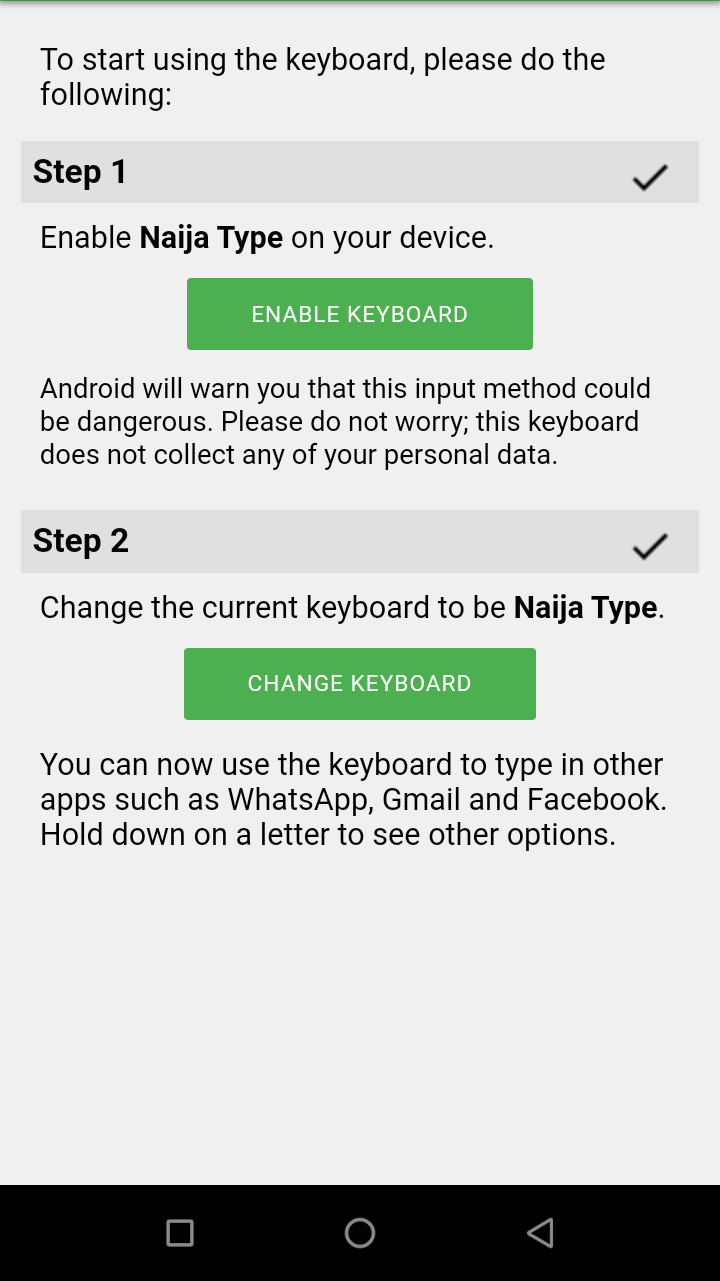 To start using the keyboard, please do the
following:
Step 1
Enable Naija Type on your device.
ENABLE KEYBOARD
Android will warn you that this input method could
be dangerous. Please do not worry; this keyboard
does not collect any of your personal data.
Step 2
Change the current keyboard to be Naija Type.
CHANGE KEYBOARD
You can now use the keyboard to type in other
apps such as WhatsApp, Gmail and Facebook.
Hold down on a letter to see other options.